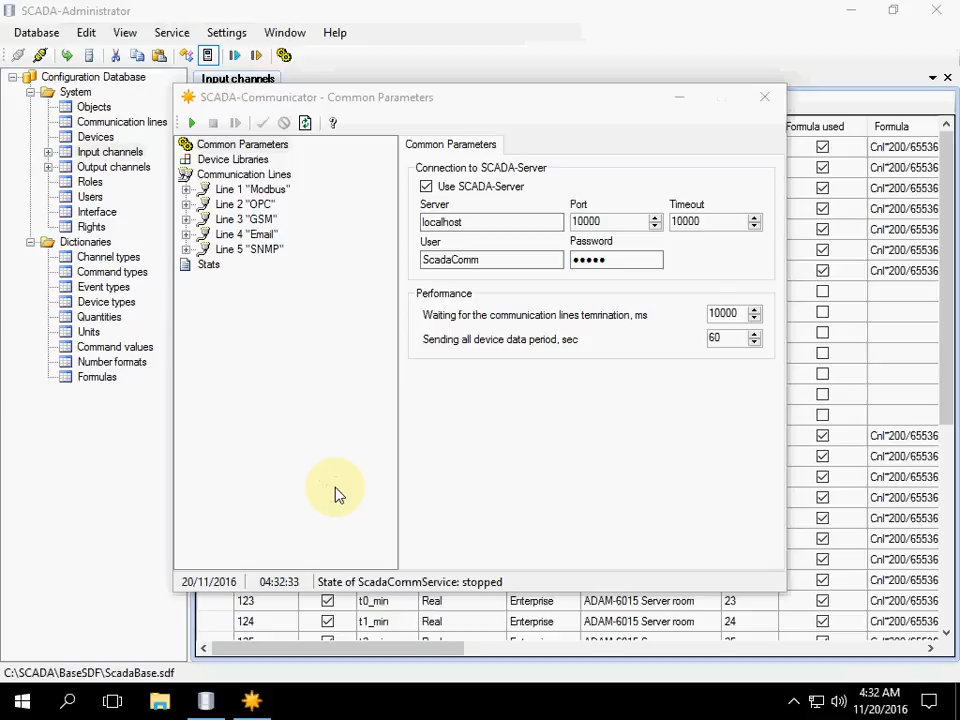 SCADA-Administrator
Database Edit View Service Settings Window Help
Configuration Database
System
Objects
Communication lines
Devices
Input channels
Output channels
Roles
Users
Interface
Rights
Dictionaries
Channel types
Command types
Event types
Device types
Quantities
Units
Command values
Number formats
Formulas
Input channels
SCADA-Communicator - Common Parameters
Common Parameters
Device Libraries
Communication Lines
Line 1 "Modbus"
Line 2 "OPC"
Line 3 "GSM"
Line 4 "Email"
Line 5 "SNMP"
Stats
Common Parameters
Connection to SCADA-Server
Use SCADA-Server
Server Port Timeout
localhost 10000 10000
User Password
ScadaComm •••••
Performance
Waiting for the communication lines temrination, ms 10000
Sending all device data period, sec 60
20/11/2016 04:32:33 State of ScadaCommService: stopped
Formula used Formula
Cnl*200/65536
Cnl*200/65536
Cnl*200/65536
Cnl*200/65536
Cnl*200/65536
Cnl*200/65536
Cnl*200/65536
Cnl*200/65536
Cnl*200/65536
Cnl*200/65536
Cnl*200/65536
Cnl*200/65536
Cnl*200/65536
Cnl*200/65536
123 t0_min Real Enterprise ADAM-6015 Server room 23 Cnl*200/65536
124 t1_min Real Enterprise ADAM-6015 Server room 24 Cnl*200/65536
C:\SCADA\BaseSDF\ScadaBase.sdf
4:32 AM
11/20/2016